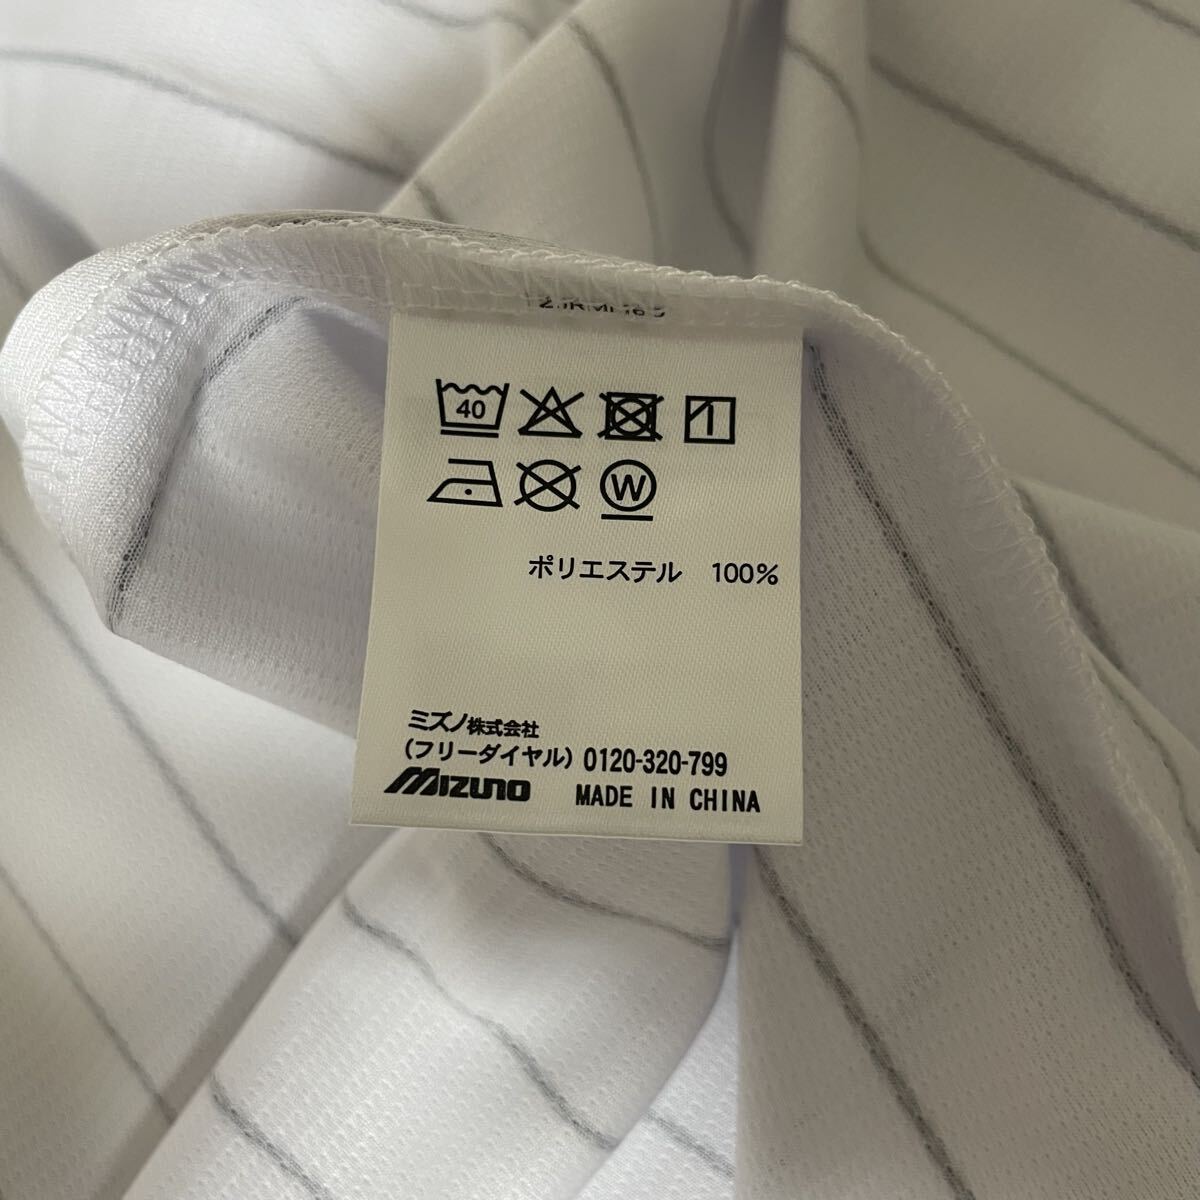 40
W
ポリエステル 100%
ミズノ株式会社
(フリーダイヤル) 0120-320-799
MIZUNO MADE IN CHINA